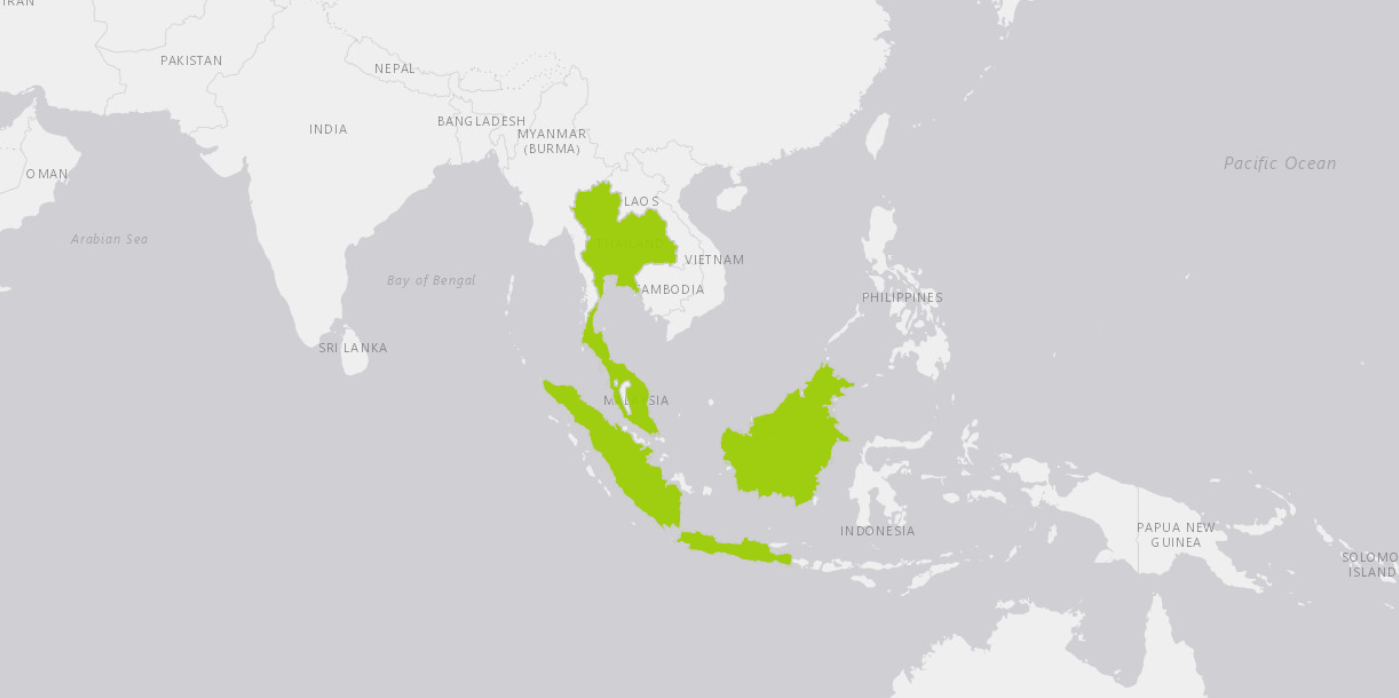 IRAN
PAKISTAN
NEPAL
BANGLADESH
INDIA
MYANMAR
(BURMA)
OMAN
Pacific Ocean
LAOS
Arabian Sea
THAILAND
VIETNAM
Bay of Bengal
AMBODIA
PHILIPPINES
SRI LANKA
MALAYSIA
INDONESIA
PAPUA NEW
GUINEA
SOLOMO
ISLAND